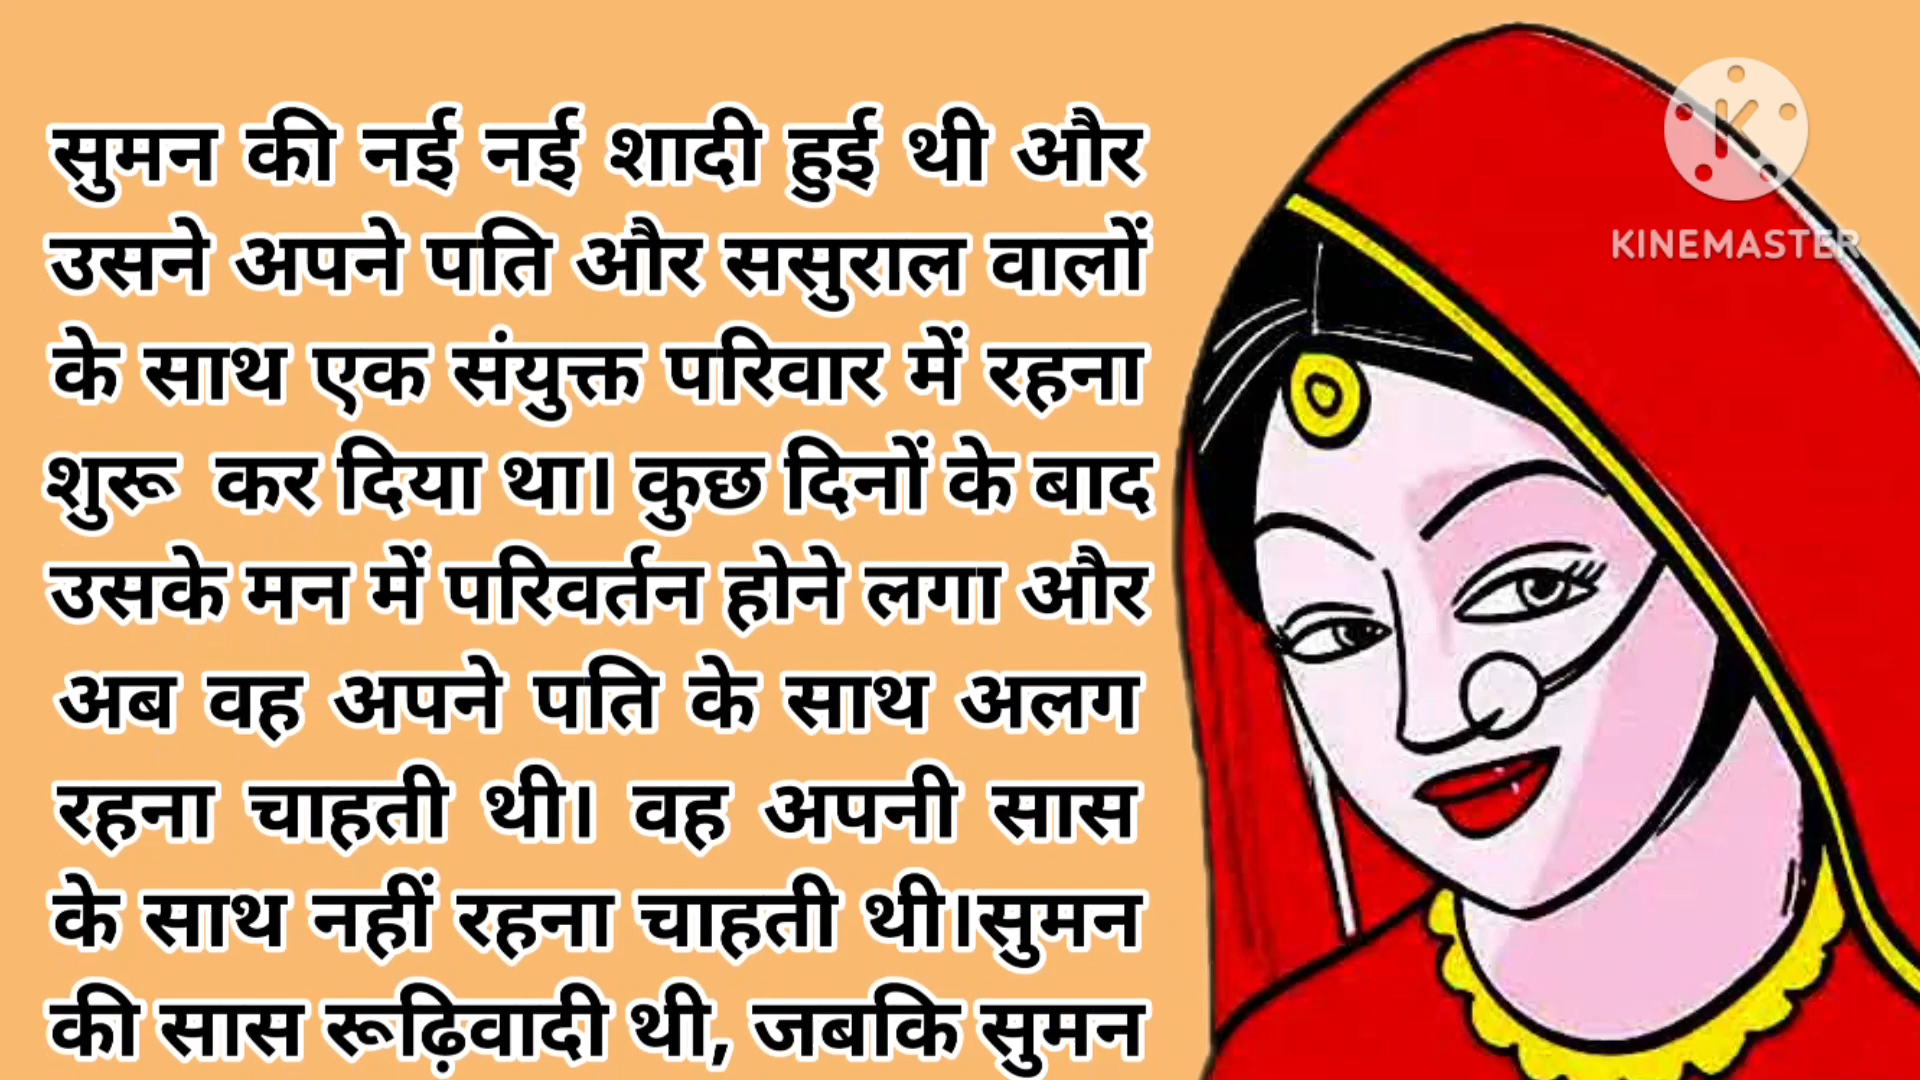 सुमन की नई नई शादी हुई थी और
उसने अपने पति और ससुराल वालों
के साथ एक संयुक्त परिवार में रहना
शुरू कर दिया था। कुछ दिनों के बाद
उसके मन में परिवर्तन होने लगा और
अब वह अपने पति के साथ अलग
रहना चाहती थी। वह अपनी सास
के साथ नहीं रहना चाहती थी।सुमन
की सास रूढ़िवादी थी, जबकि सुमन
K
KINEMASTER